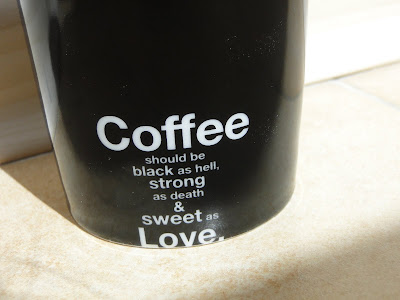 Coffee
should be
black as hell,
strong
as death
&
sweet as
Love.